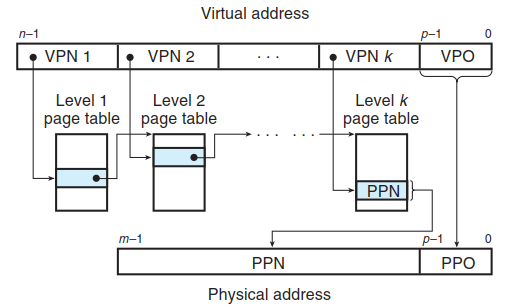 Virtual address
n–1 p–1 0
VPN 1 VPN 2 . . . VPN k VPO
Level 1 Level 2 Level k
page table page table page table
. . . . . .
PPN
m–1 p–1 0
PPN PPO
Physical address